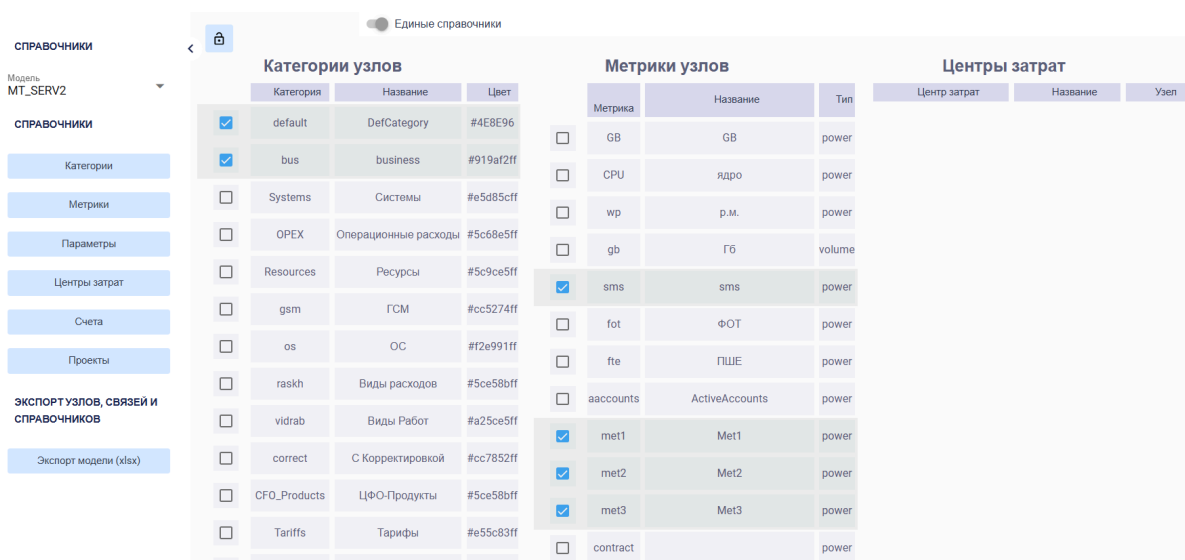 Единые справочники
СПРАВОЧНИКИ
Модель
MT_SERV2
СПРАВОЧНИКИ
Категории
Метрики
Параметры
Центры затрат
Счета
Проекты
ЭКСПОРТ УЗЛОВ, СВЯЗЕЙ И
СПРАВОЧНИКОВ
Экспорт модели (xlsx)
Категории узлов
Категория Название Цвет
default DefCategory #4E8E96
bus business #919af2ff
Systems Системы #e5d85cff
OPEX Операционные расходы #5c68e5ff
Resources Ресурсы #5c9ce5ff
gsm ГСМ #cc5274ff
os ОС #f2e991ff
raskh Виды расходов #5ce58bff
vidrab Виды Работ #a25ce5ff
correct С Корректировкой #cc7852ff
CFO_Products ЦФО-Продукты #5ce58bff
Tariffs Тарифы #e55c83ff
Метрики узлов
Метрика Название Тип
GB GB power
CPU ядро power
wp р.м. power
gb Гб volume
sms sms power
fot ФОТ power
fte ПШЕ power
aaccounts ActiveAccounts power
met1 Met1 power
met2 Met2 power
met3 Met3 power
contract power
Центры затрат
Центр затрат Название Узел